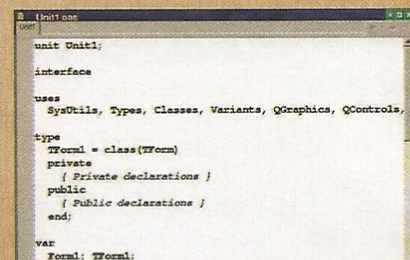 Unit1.pas
Unit1
unit Unit1;
interface
uses
SysUtils, Types, Classes, Variants, QGraphics, QControls,
type
TForm1 = class(TForm)
private
{ Private declarations }
public
{ Public declarations }
end;
var
Form1: TForm1;